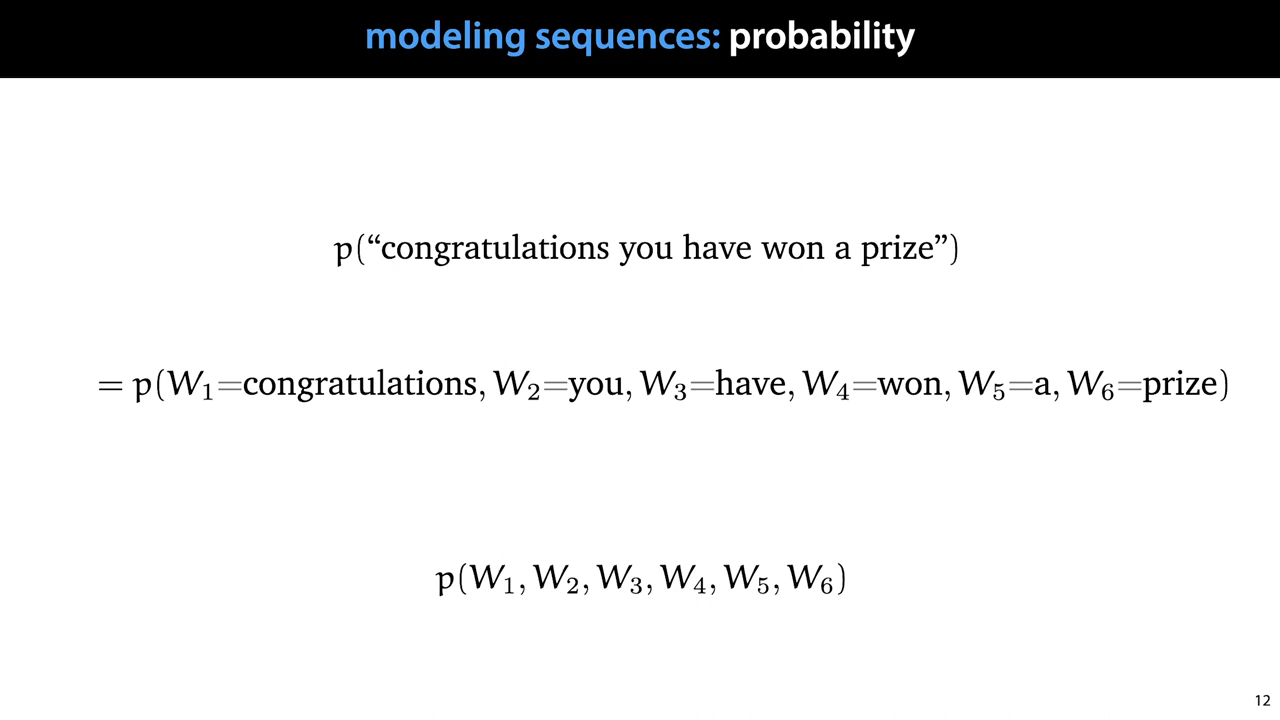 modeling sequences: probability
p(“congratulations you have won a prize”)
= p(W₁=congratulations, W₂=you, W₃=have, W₄=won, W₅=a, W₆=prize)
p(W₁, W₂, W₃, W₄, W₅, W₆)
12